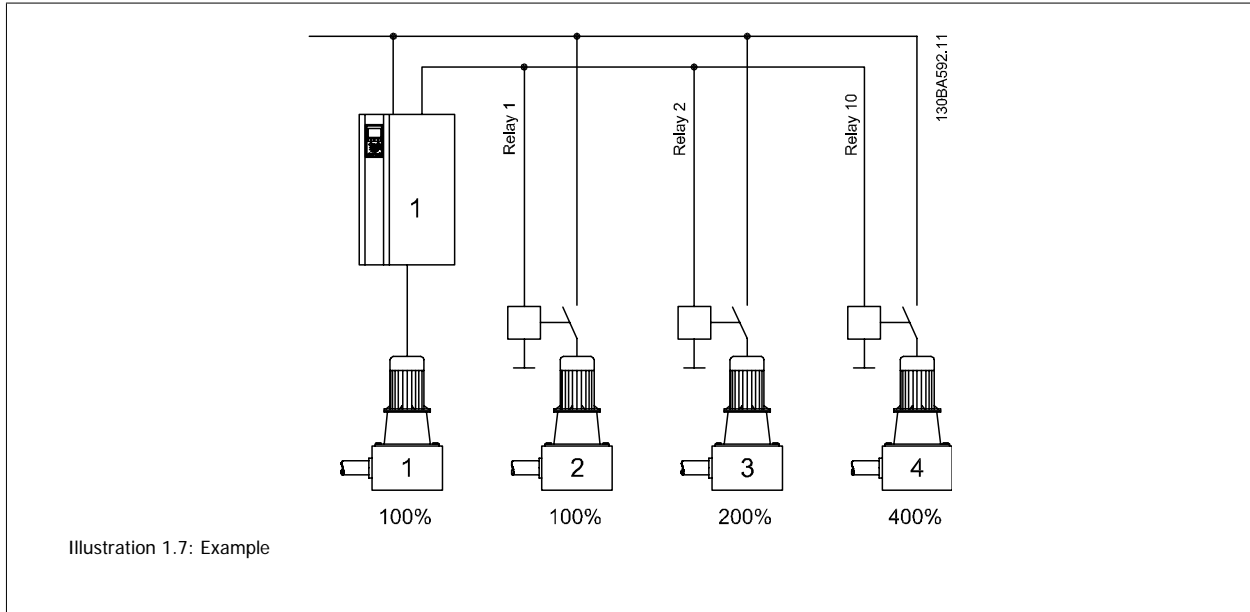 130BA592.11
Relay 1
Relay 2
Relay 10
1
1
2
3
4
100%
100%
200%
400%
Illustration 1.7: Example